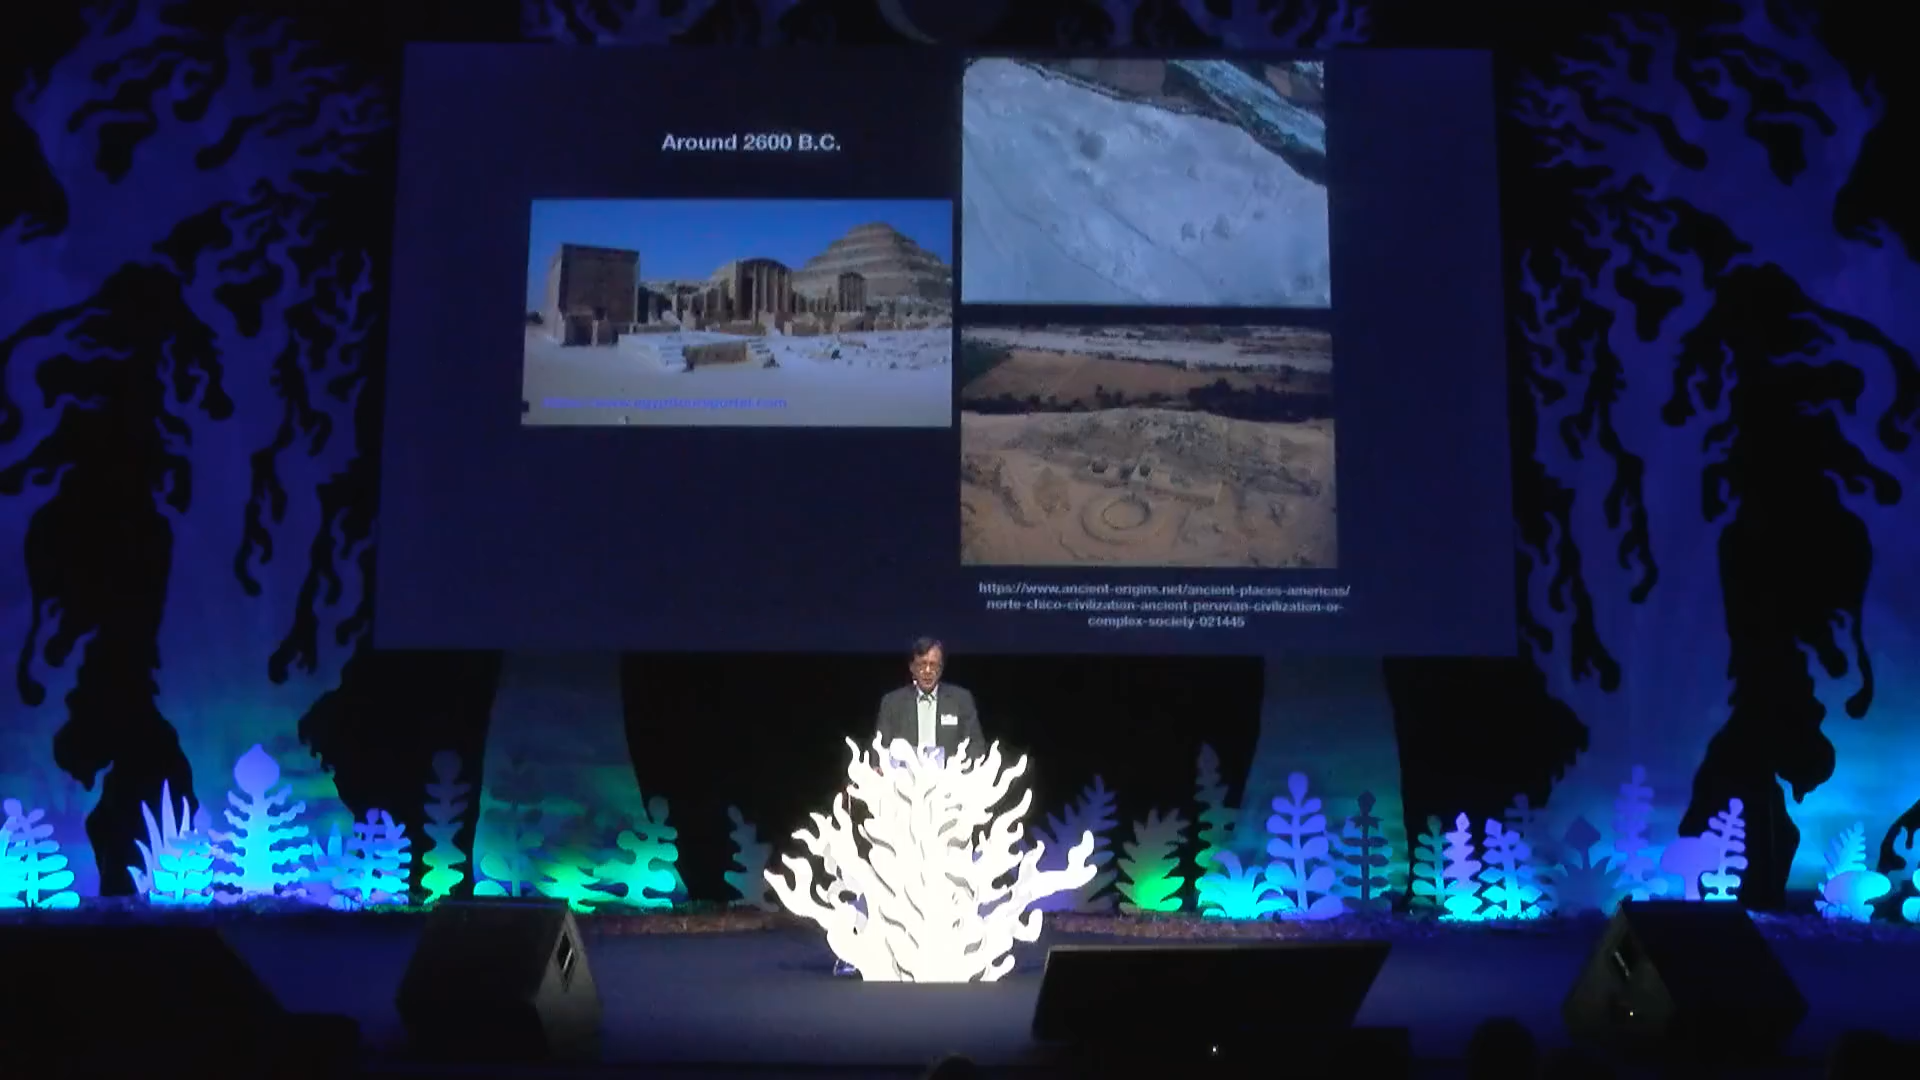 Around 2600 B.C.
https://www.ancient-origins.net/ancient-places-americas/
norte-chico-civilization-ancient-peruvian-civilization-or-
complex-society-021445